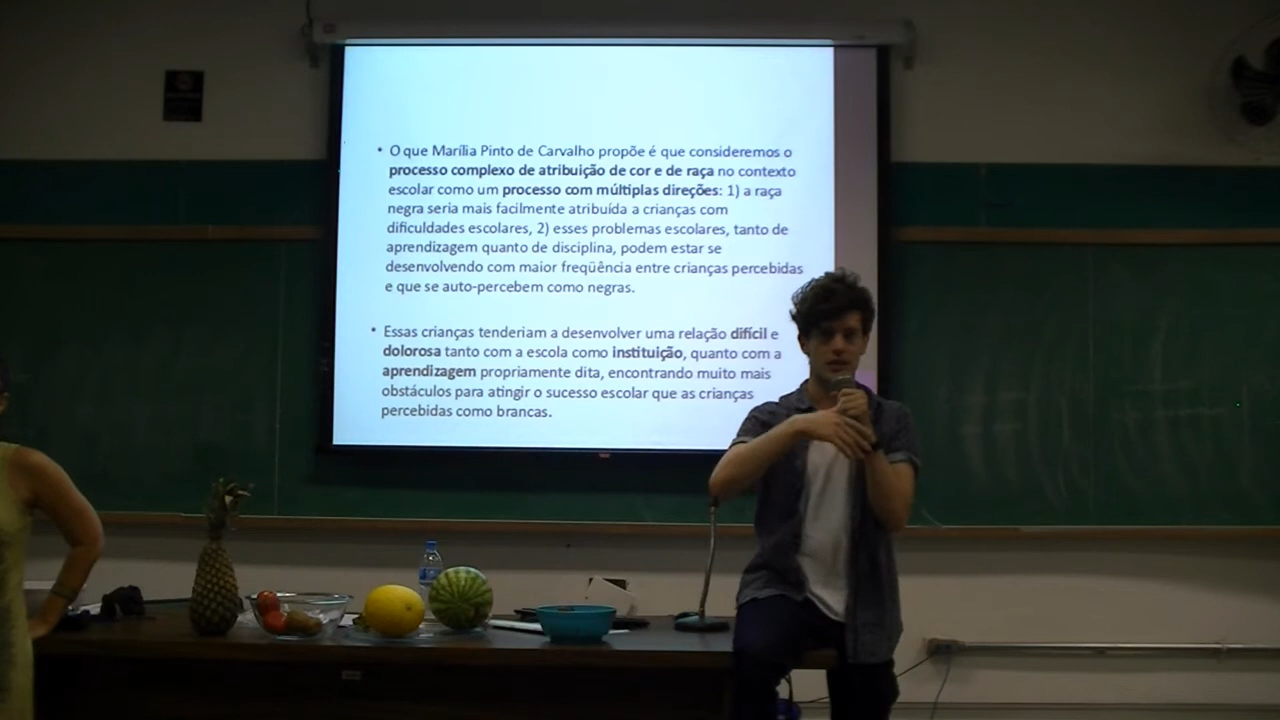 • O que Marília Pinto de Carvalho propõe é que consideremos o
processo complexo de atribuição de cor e de raça no contexto
escolar como um processo com múltiplas direções: 1) a raça
negra seria mais facilmente atribuída a crianças com
dificuldades escolares, 2) esses problemas escolares, tanto de
aprendizagem quanto de disciplina, podem estar se
desenvolvendo com maior freqüência entre crianças percebidas
e que se auto-percebem como negras.
• Essas crianças tenderiam a desenvolver uma relação difícil e
dolorosa tanto com a escola como instituição, quanto com a
aprendizagem propriamente dita, encontrando muito mais
obstáculos para atingir o sucesso escolar que as crianças
percebidas como brancas.